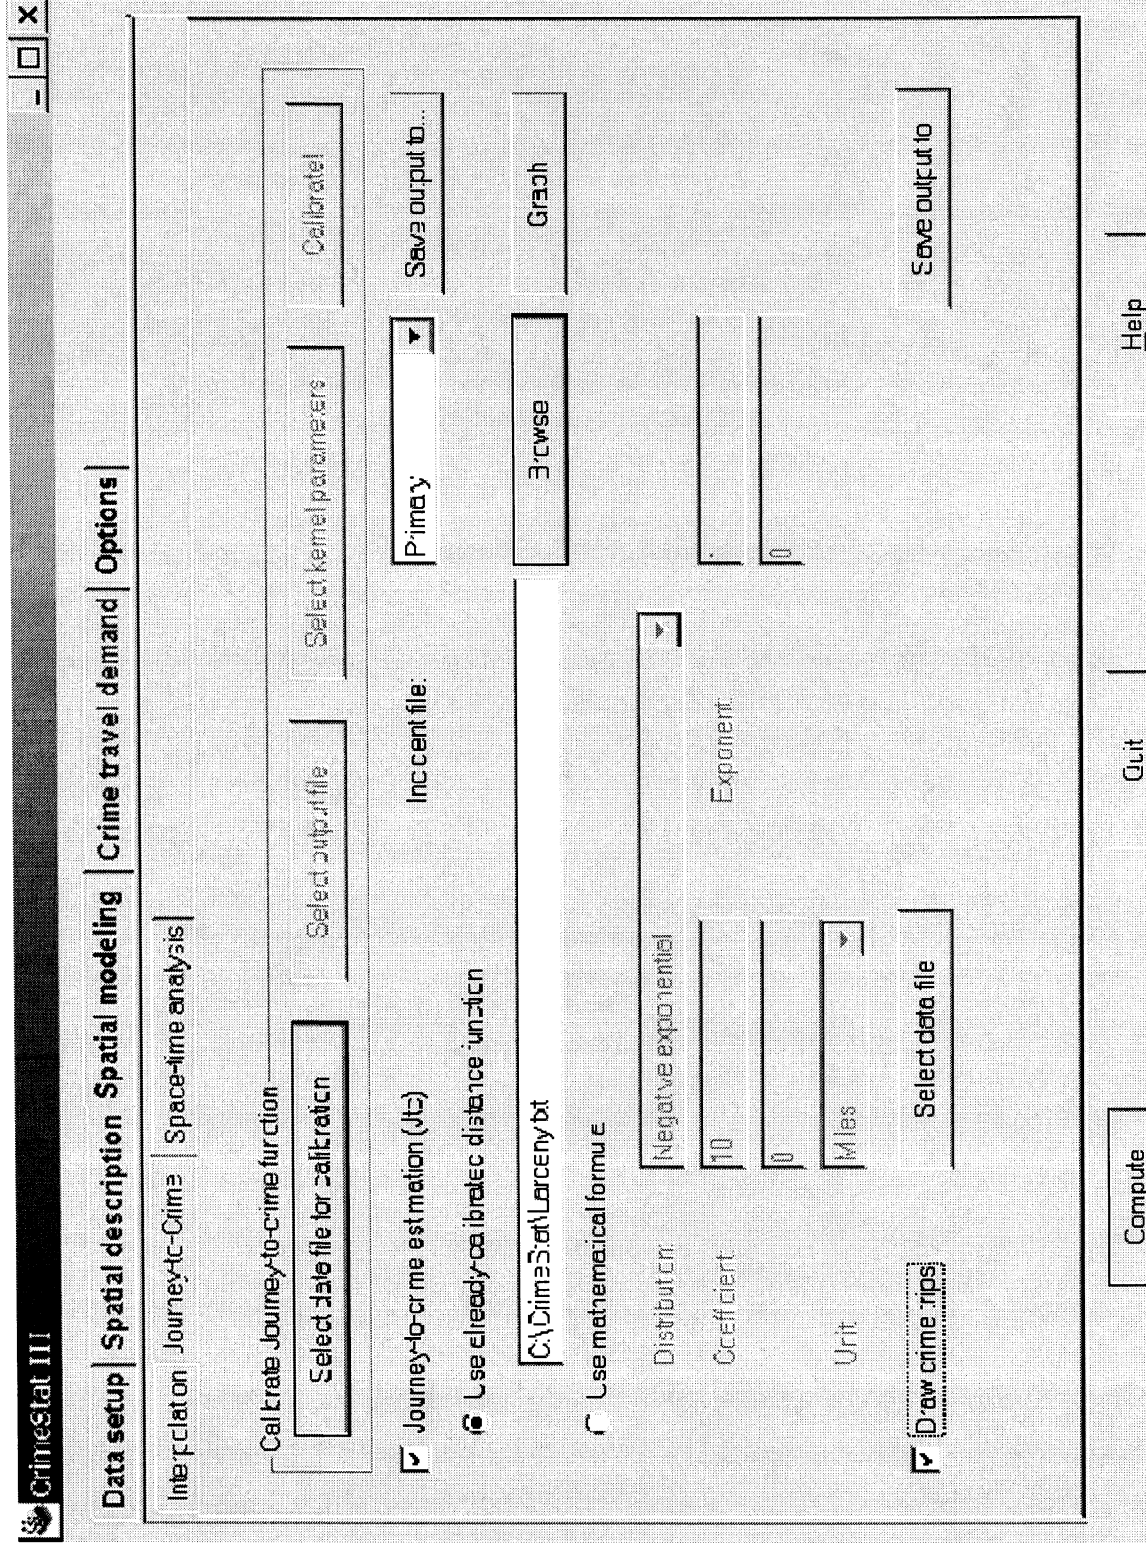 CrimeStat III
Data setup Spatial description Spatial modeling Crime travel demand Options
Interpolation Journey-to-Crime Space-time analysis
Calibrate Journey-to-crime function
Select data file for calibration Select output file Select kernel parameters Calibrate!
Journey-to-crime estimation (Jtc) Incident file: Primary Save output to...
Use already-calibrated distance function
C:\CrimeStat\Larceny.txt Browse Graph
Use mathematical formula
Distribution: Negative exponential
Coefficient: 10 Exponent:
0 0
Unit: Miles
Draw crime trips Select data file Save output to
Compute Quit Help